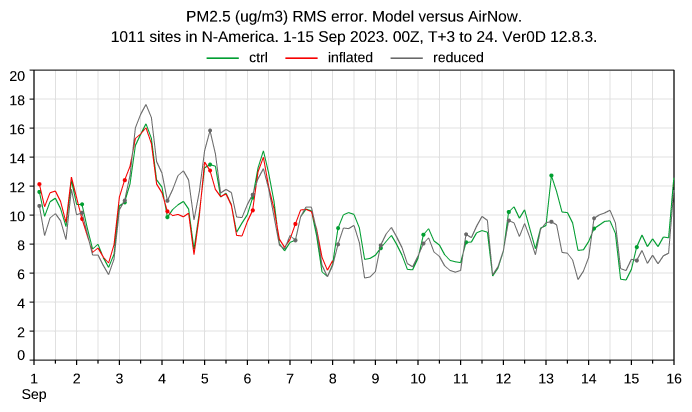 PM2.5 (ug/m3) RMS error. Model versus AirNow.
1011 sites in N-America. 1-15 Sep 2023. 00Z, T+3 to 24. Ver0D 12.8.3.
ctrl inflated reduced
20
18
16
14
12
10
8
6
4
2
0
1 2 3 4 5 6 7 8 9 10 11 12 13 14 15 16
Sep